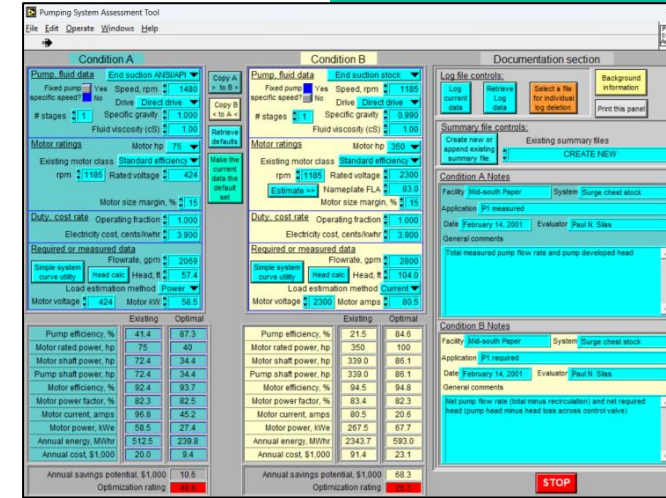 Pumping System Assessment Tool
File Edit Operate Windows Help
Condition A
Pump, fluid data End suction ANSI/API
Fixed pump Yes Speed, rpm 1480
specific speed? No Drive Direct drive
# stages 1 Specific gravity 1.000
Fluid viscosity (cS) 1.00
Motor ratings Motor hp 75
Existing motor class Standard efficiency
rpm 1185 Rated voltage 424
Motor size margin, % 15
Duty, cost rate Operating fraction 1.000
Electricity cost, cents/kwhr 3.900
Required or measured data
Flowrate, gpm 2069
Simple system curve utility Head calc Head, ft 57.4
Load estimation method Power
Motor voltage 424 Motor kW 58.5
Existing Optimal
Pump efficiency, % 41.4 87.3
Motor rated power, hp 75 40
Motor shaft power, hp 72.4 34.4
Pump shaft power, hp 72.4 34.4
Motor efficiency, % 92.4 93.7
Motor power factor, % 82.3 82.5
Motor current, amps 96.8 45.2
Motor power, kWe 58.5 27.4
Annual energy, MWhr 512.5 239.8
Annual cost, $1,000 20.0 9.4
Annual savings potential, $1,000 10.6
Optimization rating
Copy A
> to B >
Copy B
< to A <
Retrieve
defaults
Make the
current
data the
default
set
Condition B
Pump, fluid data End suction stock
Fixed pump Yes Speed, rpm 1185
specific speed? No Drive Direct drive
# stages 1 Specific gravity 0.990
Fluid viscosity (cS) 1.00
Motor ratings Motor hp 350
Existing motor class Standard efficiency
rpm 1185 Rated voltage 2300
Estimate >> Nameplate FLA 83.0
Motor size margin, % 15
Duty, cost rate Operating fraction 1.000
Electricity cost, cents/kwhr 3.900
Required or measured data
Flowrate, gpm 2800
Simple system curve utility Head calc Head, ft 104.0
Load estimation method Current
Motor voltage 2300 Motor amps 80.5
Existing Optimal
Pump efficiency, % 21.5 84.6
Motor rated power, hp 350 100
Motor shaft power, hp 339.0 86.1
Pump shaft power, hp 339.0 86.1
Motor efficiency, % 94.5 94.8
Motor power factor, % 83.4 82.3
Motor current, amps 80.5 20.6
Motor power, kWe 267.5 67.7
Annual energy, MWhr 2343.7 593.0
Annual cost, $1,000 91.4 23.1
Annual savings potential, $1,000 68.3
Optimization rating
Documentation section
Log file controls:
Log
current
data
Retrieve
Log
data
Select a file
for individual
log deletion
Background
information
Print this panel
Summary file controls:
Create new or
append existing
summary file:
Existing summary files
CREATE NEW
Condition A Notes
Facility Mid-south Paper System Surge chest stock
Application P1 measured
Date February 14, 2001 Evaluator Paul N. Silas
General comments
Total measured pump flow rate and pump developed head
Condition B Notes
Facility Mid-south Paper System Surge chest stock
Application P1 required
Date February 14, 2001 Evaluator Paul N. Silas
General comments
Net pump flow rate (total minus recirculation) and net required
head (pump head minus head loss across control valve)
STOP